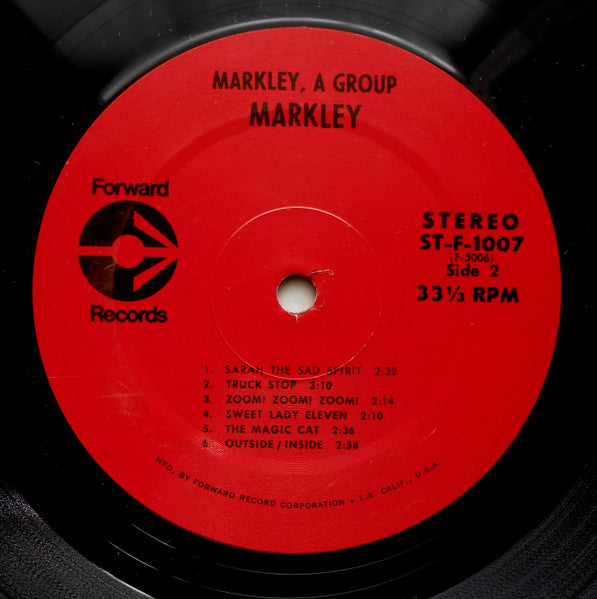 MARKLEY, A GROUP
MARKLEY
Forward
Records
STEREO
ST-F-1007
(F-5006)
Side 2
33⅓ RPM
1. SARAH THE SAD SPIRIT 2:32
2. TRUCK STOP 3:10
3. ZOOM! ZOOM! ZOOM! 2:14
4. SWEET LADY ELEVEN 2:10
5. THE MAGIC CAT 2:36
6. OUTSIDE/INSIDE 2:58
MFG. BY FORWARD RECORD CORPORATION • L.A. CALIF., U.S.A.